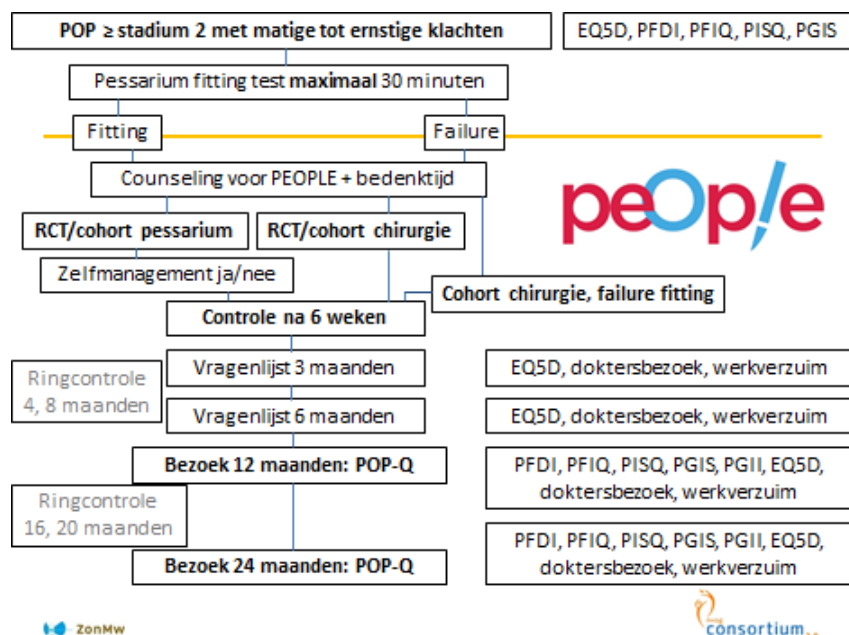 POP ≥ stadium 2 met matige tot ernstige klachten
EQ5D, PFDI, PFIQ, PISQ, PGIS
Pessarium fitting test maximaal 30 minuten
Fitting
Failure
Counseling voor PEOPLE + bedenktijd
peOp!e
RCT/cohort pessarium
RCT/cohort chirurgie
Zelfmanagement ja/nee
Cohort chirurgie, failure fitting
Controle na 6 weken
Ringcontrole
4, 8 maanden
Vragenlijst 3 maanden
EQ5D, doktersbezoek, werkverzuim
Vragenlijst 6 maanden
EQ5D, doktersbezoek, werkverzuim
Bezoek 12 maanden: POP-Q
PFDI, PFIQ, PISQ, PGIS, PGII, EQ5D,
doktersbezoek, werkverzuim
Ringcontrole
16, 20 maanden
Bezoek 24 maanden: POP-Q
PFDI, PFIQ, PISQ, PGIS, PGII, EQ5D,
doktersbezoek, werkverzuim
ZonMw
consortium